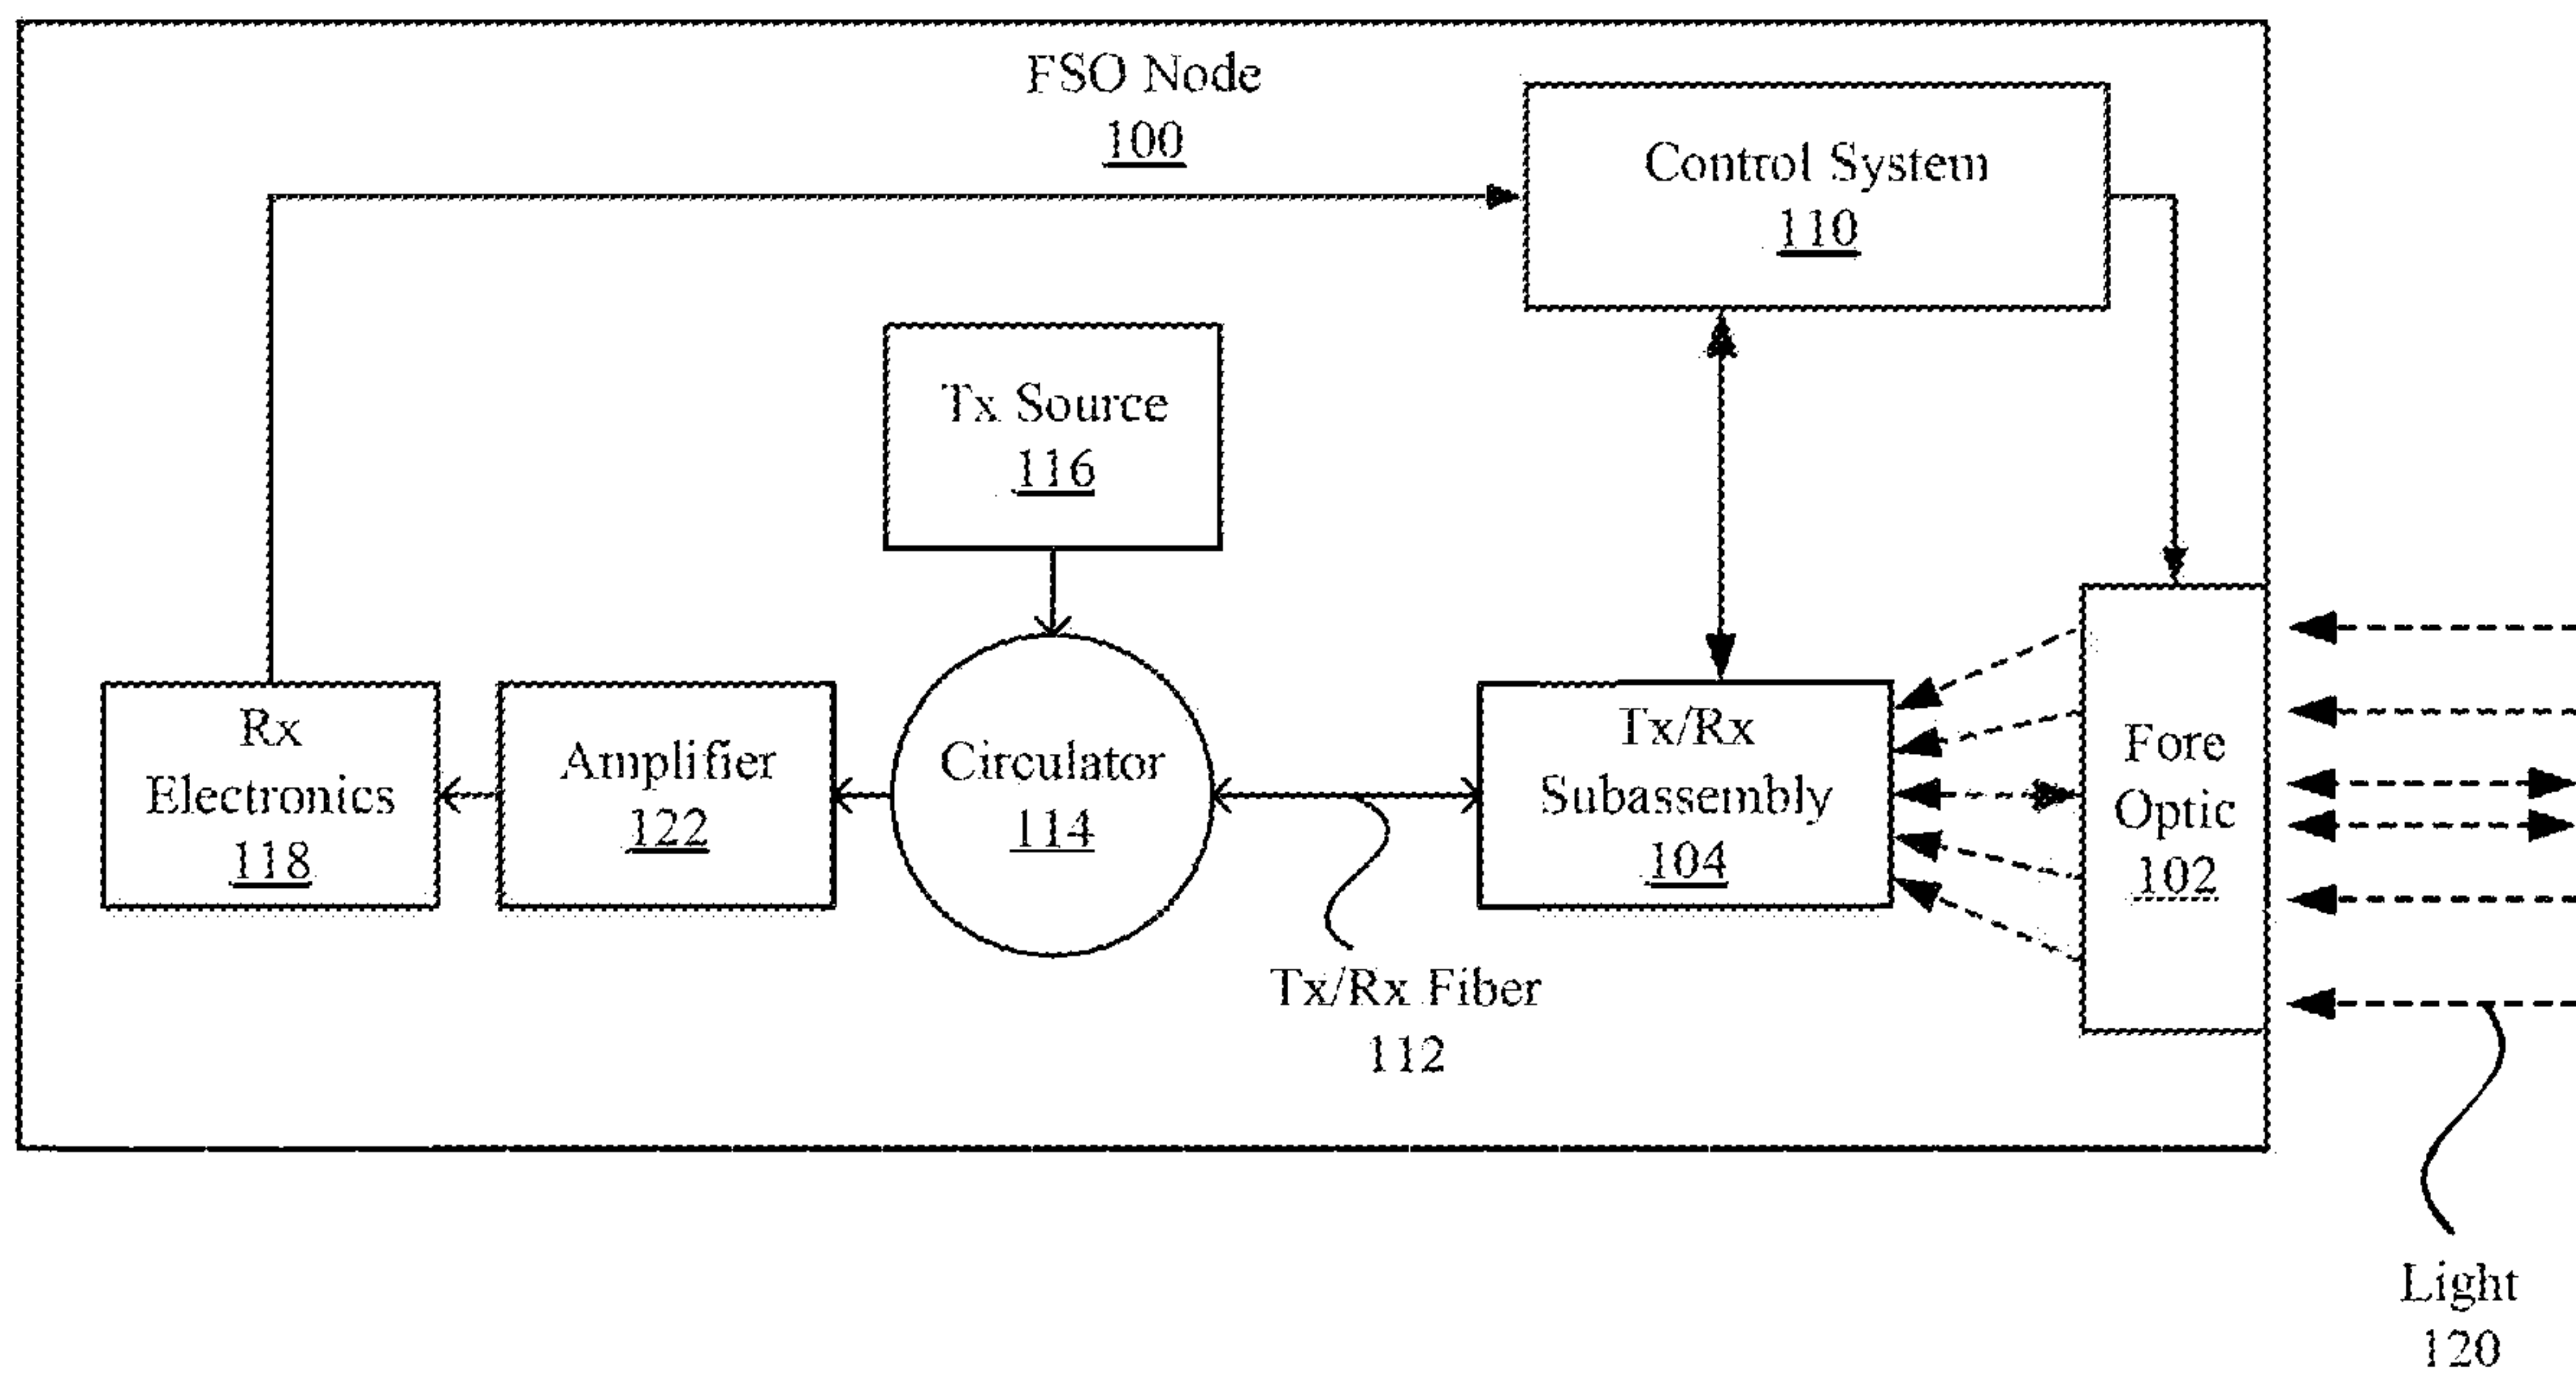 FSO Node
100
Control System
110
Tx Source
116
Rx
Electronics
118
Amplifier
122
Circulator
114
Tx/Rx
Subassembly
104
Fore
Optic
102
Tx/Rx Fiber
112
Light
120